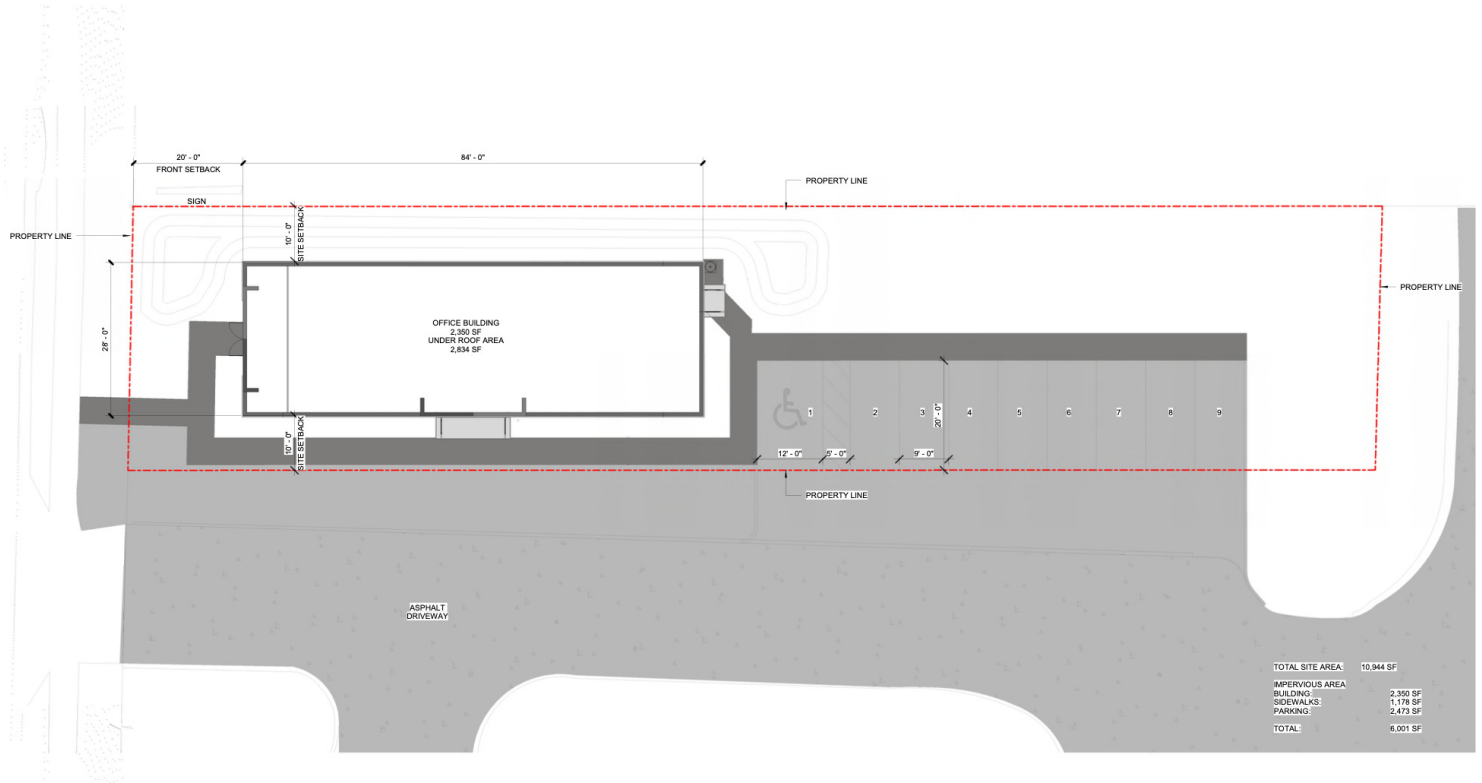 20' - 0"
84' - 0"
FRONT SETBACK
PROPERTY LINE
SIGN
PROPERTY LINE
10' - 0"
SITE SETBACK
PROPERTY LINE
28' - 0"
OFFICE BUILDING
2,350 SF
UNDER ROOF AREA
2,834 SF
1
2
3
4
5
6
7
8
9
20' - 0"
10' - 0"
SITE SETBACK
12' - 0"
5' - 0"
9' - 0"
PROPERTY LINE
ASPHALT
DRIVEWAY
TOTAL SITE AREA: 10,944 SF
IMPERVIOUS AREA
BUILDING: 2,350 SF
SIDEWALKS: 1,178 SF
PARKING: 2,473 SF
TOTAL: 6,001 SF